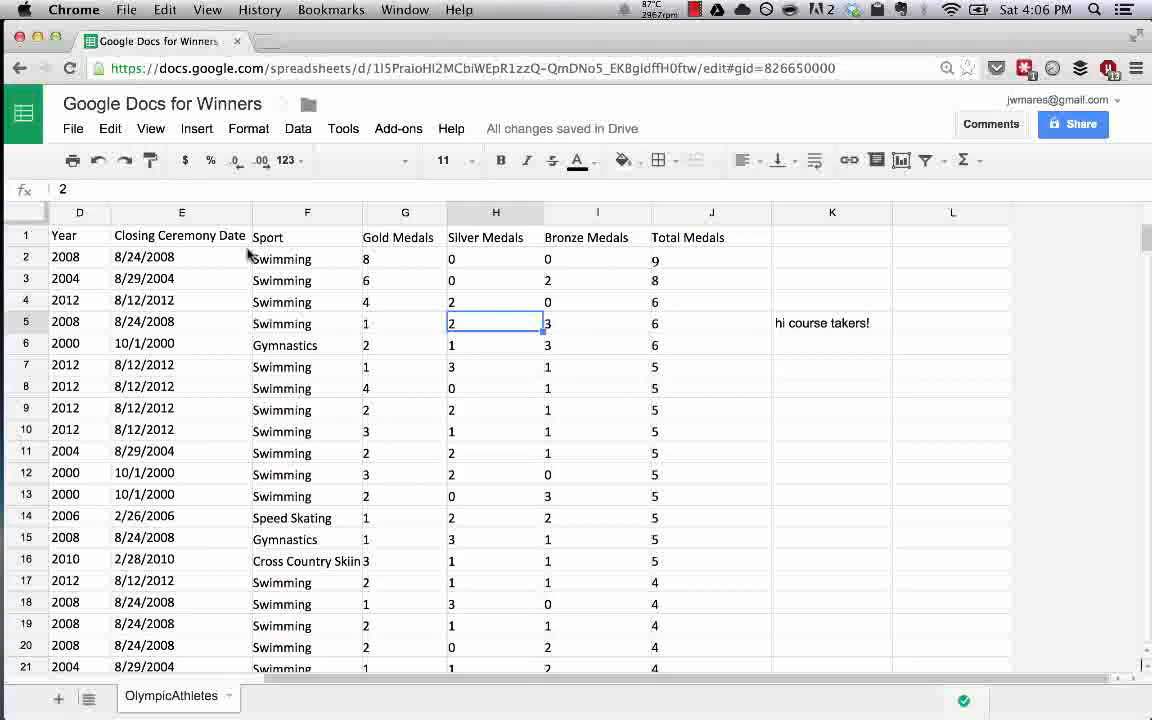 Chrome File Edit View History Bookmarks Window Help 87°C 2967rpm 2 Sat 4:06 PM
Google Docs for Winners
https://docs.google.com/spreadsheets/d/1I5PraioHI2MCbiWEpR1zzQ-QmDNo5_EKBgIdffH0ftw/edit#gid=826650000 1 13
Google Docs for Winners jwmares@gmail.com
File Edit View Insert Format Data Tools Add-ons Help All changes saved in Drive Comments Share
$ % .0 .00 123 11 B I S A Σ
fx 2
D E F G H I J K L
1 Year Closing Ceremony Date Sport Gold Medals Silver Medals Bronze Medals Total Medals
2 2008 8/24/2008 Swimming 8 0 0 9
3 2004 8/29/2004 Swimming 6 0 2 8
4 2012 8/12/2012 Swimming 4 2 0 6
5 2008 8/24/2008 Swimming 1 2 3 6 hi course takers!
6 2000 10/1/2000 Gymnastics 2 1 3 6
7 2012 8/12/2012 Swimming 1 3 1 5
8 2012 8/12/2012 Swimming 4 0 1 5
9 2012 8/12/2012 Swimming 2 2 1 5
10 2012 8/12/2012 Swimming 3 1 1 5
11 2004 8/29/2004 Swimming 2 2 1 5
12 2000 10/1/2000 Swimming 3 2 0 5
13 2000 10/1/2000 Swimming 2 0 3 5
14 2006 2/26/2006 Speed Skating 1 2 2 5
15 2008 8/24/2008 Gymnastics 1 3 1 5
16 2010 2/28/2010 Cross Country Skiin 3 1 1 5
17 2012 8/12/2012 Swimming 2 1 1 4
18 2008 8/24/2008 Swimming 1 3 0 4
19 2008 8/24/2008 Swimming 2 1 1 4
20 2008 8/24/2008 Swimming 2 0 2 4
21 2004 8/29/2004 Swimming 1 1 2 4
OlympicAthletes